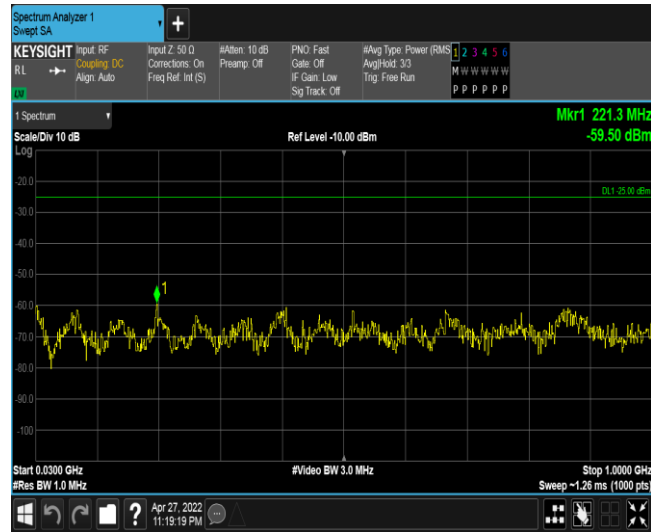 Spectrum Analyzer 1
Swept SA
+
KEYSIGHT
RL
Input: RF
Coupling: DC
Align: Auto
Input Z: 50 Ω
Corrections: On
Freq Ref: Int (S)
#Atten: 10 dB
Preamp: Off
PNO: Fast
Gate: Off
IF Gain: Low
Sig Track: Off
#Avg Type: Power (RMS
Avg|Hold: 3/3
Trig: Free Run
1 2 3 4 5 6
M W W W W W
P P P P P P
1 Spectrum
Scale/Div 10 dB
Log
Ref Level -10.00 dBm
Mkr1 221.3 MHz
-59.50 dBm
-20.0
DL1 -25.00 dBm
-30.0
-40.0
-50.0
1
-60.0
-70.0
-80.0
-90.0
-100
Start 0.0300 GHz
#Video BW 3.0 MHz
Stop 1.0000 GHz
#Res BW 1.0 MHz
Sweep ~1.26 ms (1000 pts)
?
Apr 27, 2022
11:19:19 PM